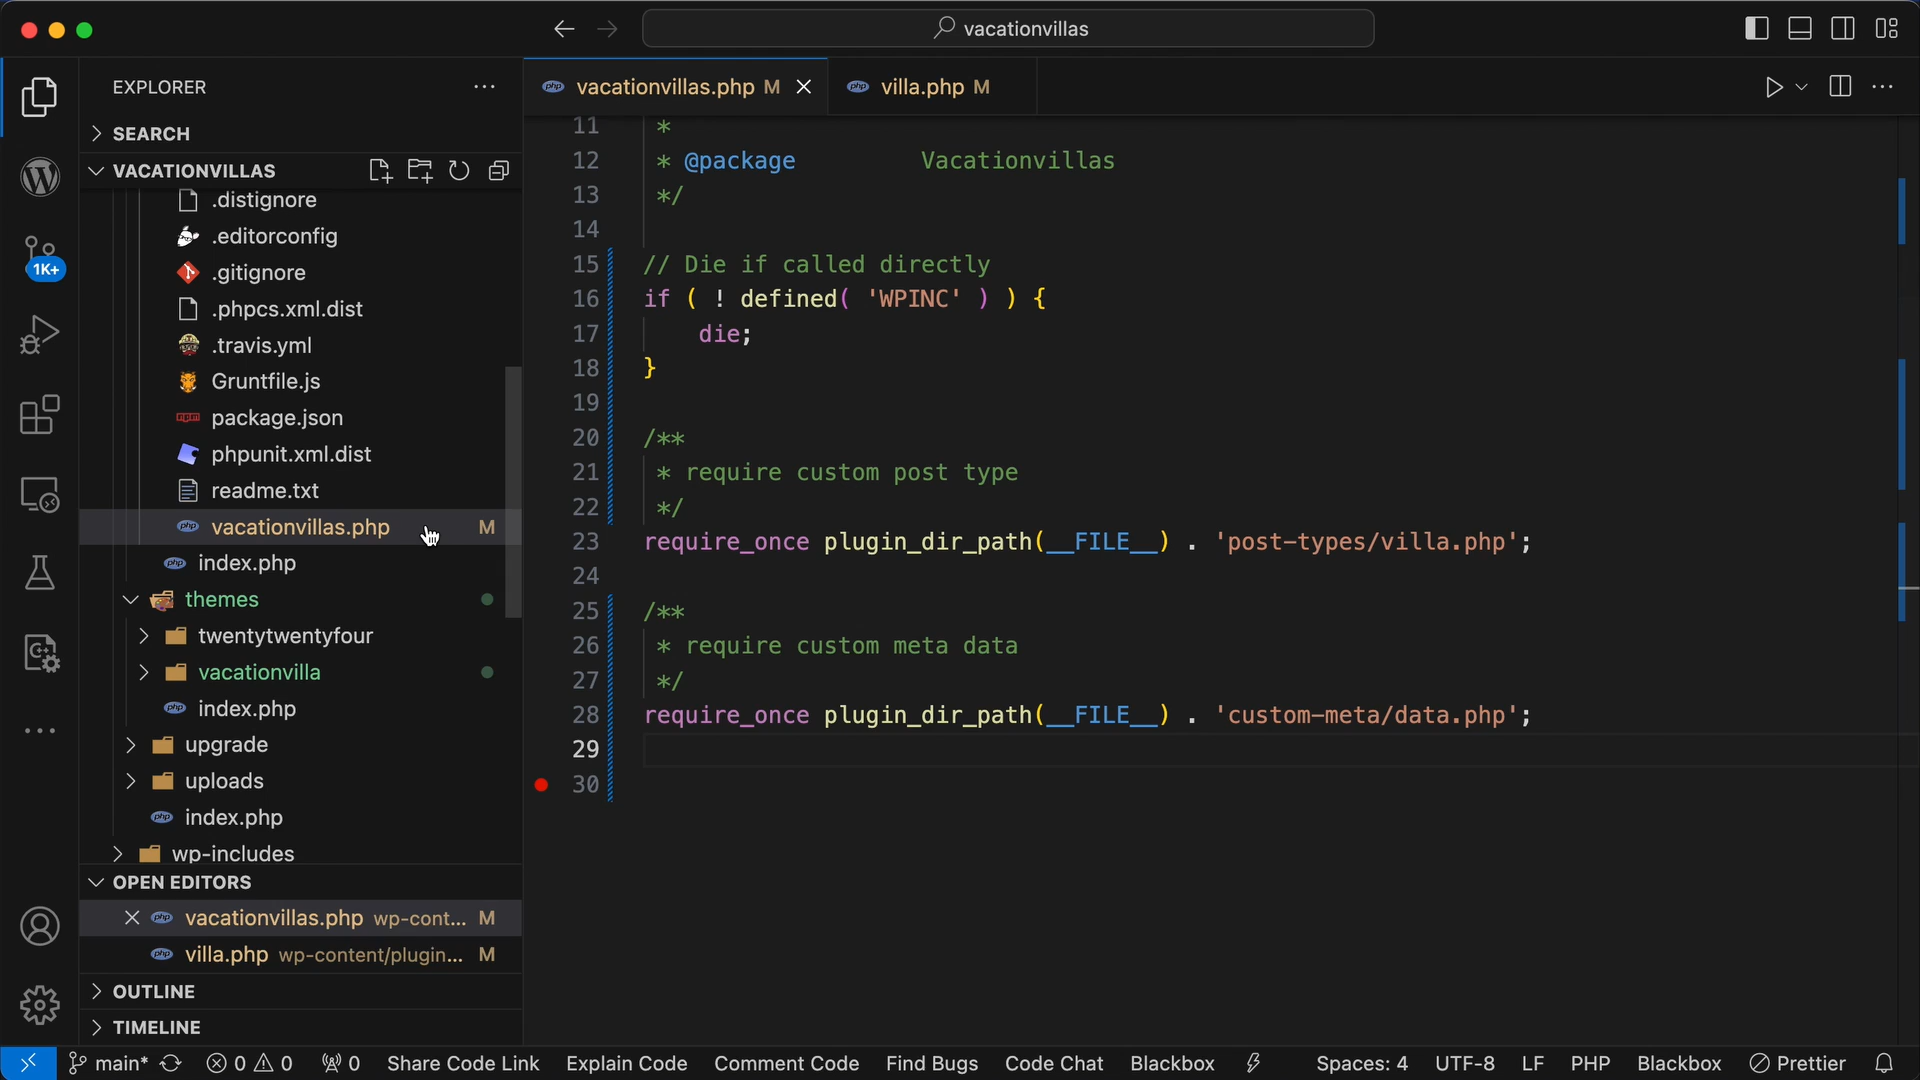 vacationvillas
EXPLORER
SEARCH
VACATIONVILLAS
.distignore
.editorconfig
.gitignore
.phpcs.xml.dist
.travis.yml
Gruntfile.js
package.json
phpunit.xml.dist
readme.txt
vacationvillas.php M
index.php
themes
twentytwentyfour
vacationvilla
index.php
upgrade
uploads
index.php
wp-includes
OPEN EDITORS
vacationvillas.php wp-cont... M
villa.php wp-content/plugin... M
OUTLINE
TIMELINE
1K+
vacationvillas.php M
villa.php M
11 *
12 * @package Vacationvillas
13 */
14
15 // Die if called directly
16 if ( ! defined( 'WPINC' ) ) {
17 die;
18 }
19
20 /**
21 * require custom post type
22 */
23 require_once plugin_dir_path(__FILE__) . 'post-types/villa.php';
24
25 /**
26 * require custom meta data
27 */
28 require_once plugin_dir_path(__FILE__) . 'custom-meta/data.php';
29
30
main* 0 0 0 Share Code Link Explain Code Comment Code Find Bugs Code Chat Blackbox Spaces: 4 UTF-8 LF PHP Blackbox Prettier